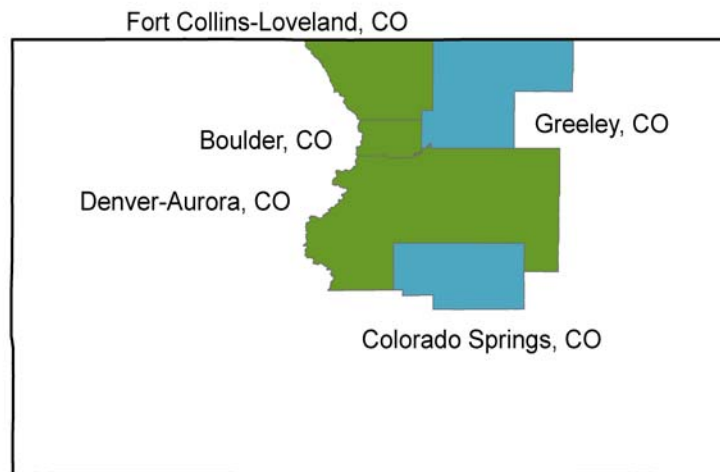 Fort Collins-Loveland, CO
Boulder, CO
Greeley, CO
Denver-Aurora, CO
Colorado Springs, CO